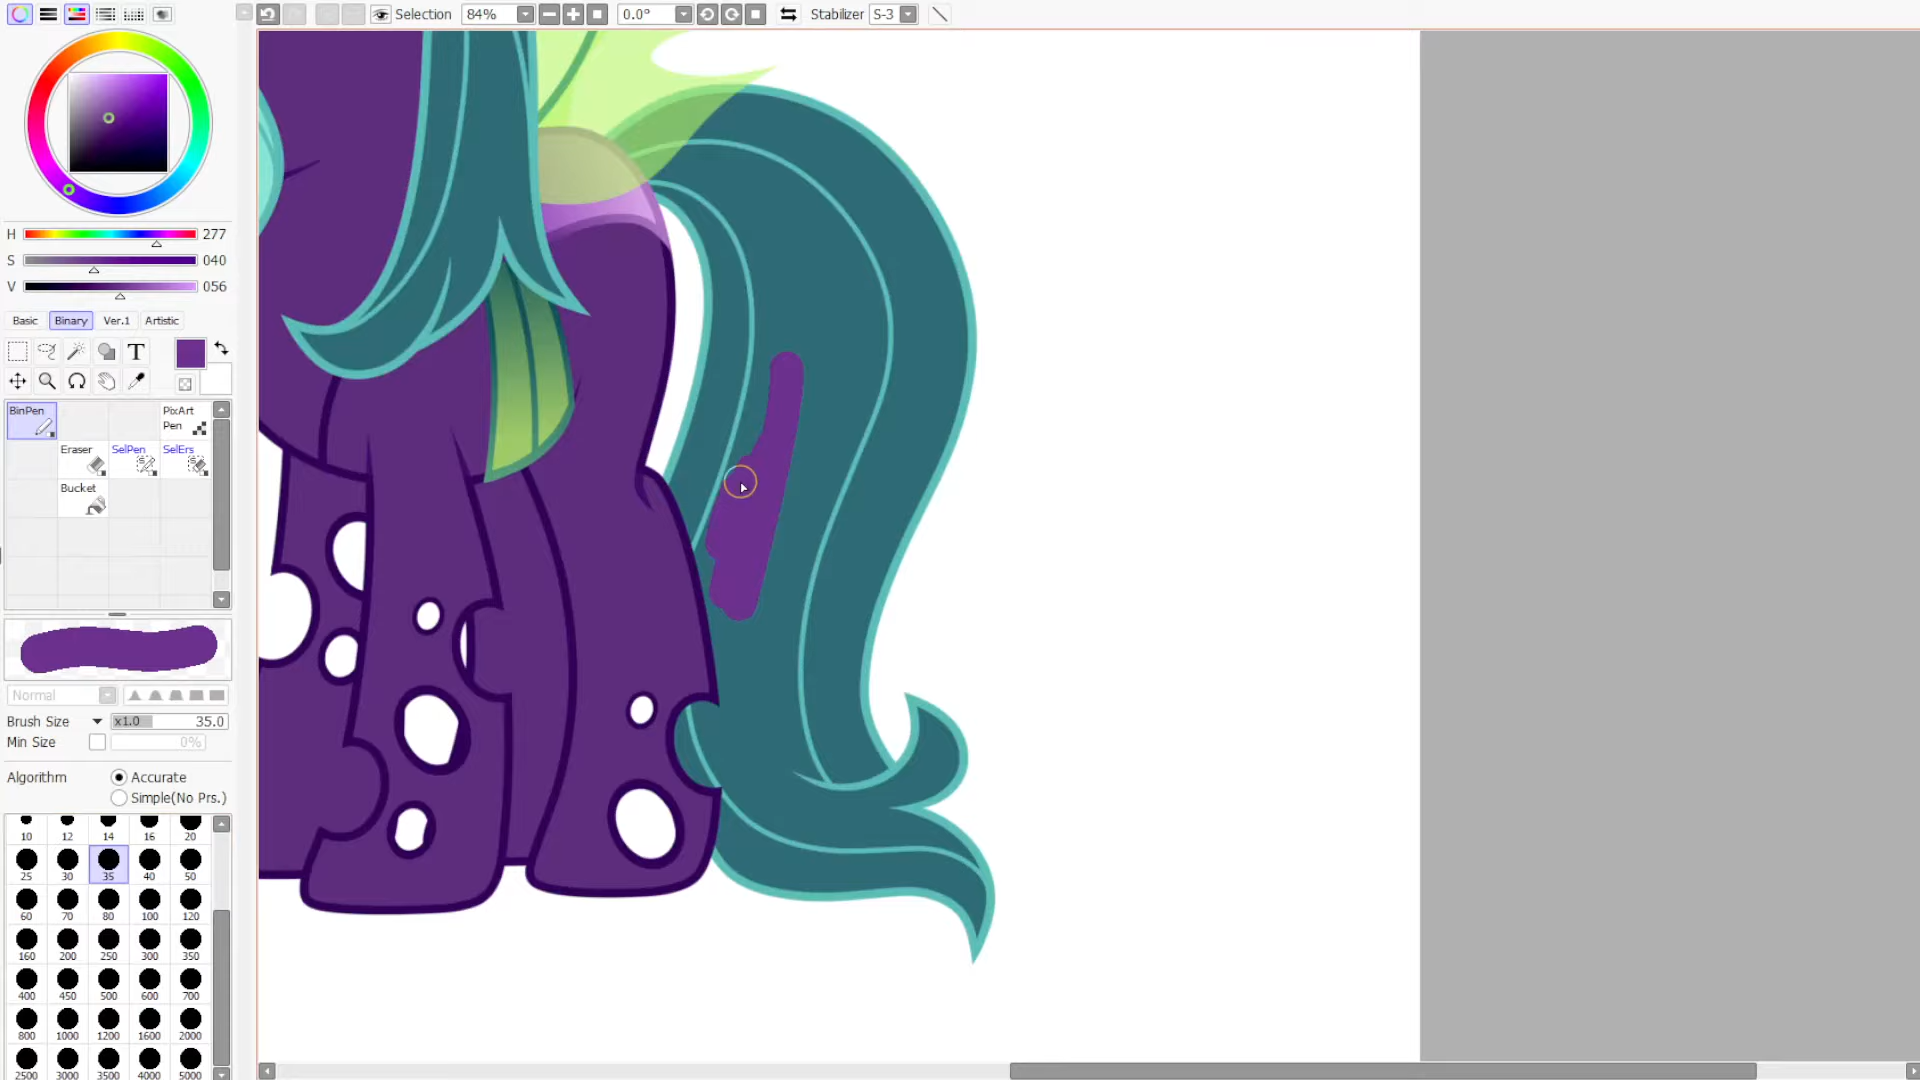 Selection 84% 0.0° Stabilizer S-3
H 277
S 040
V 056
Basic Binary Ver.1 Artistic
T
BinPen PixArt
Pen
Eraser SelPen SelErs
Bucket
Normal
Brush Size x1.0 35.0
Min Size 0%
Algorithm Accurate
Simple(No Prs.)
10 12 14 16 20
25 30 35 40 50
60 70 80 100 120
160 200 250 300 350
400 450 500 600 700
800 1000 1200 1600 2000
2500 3000 3500 4000 5000